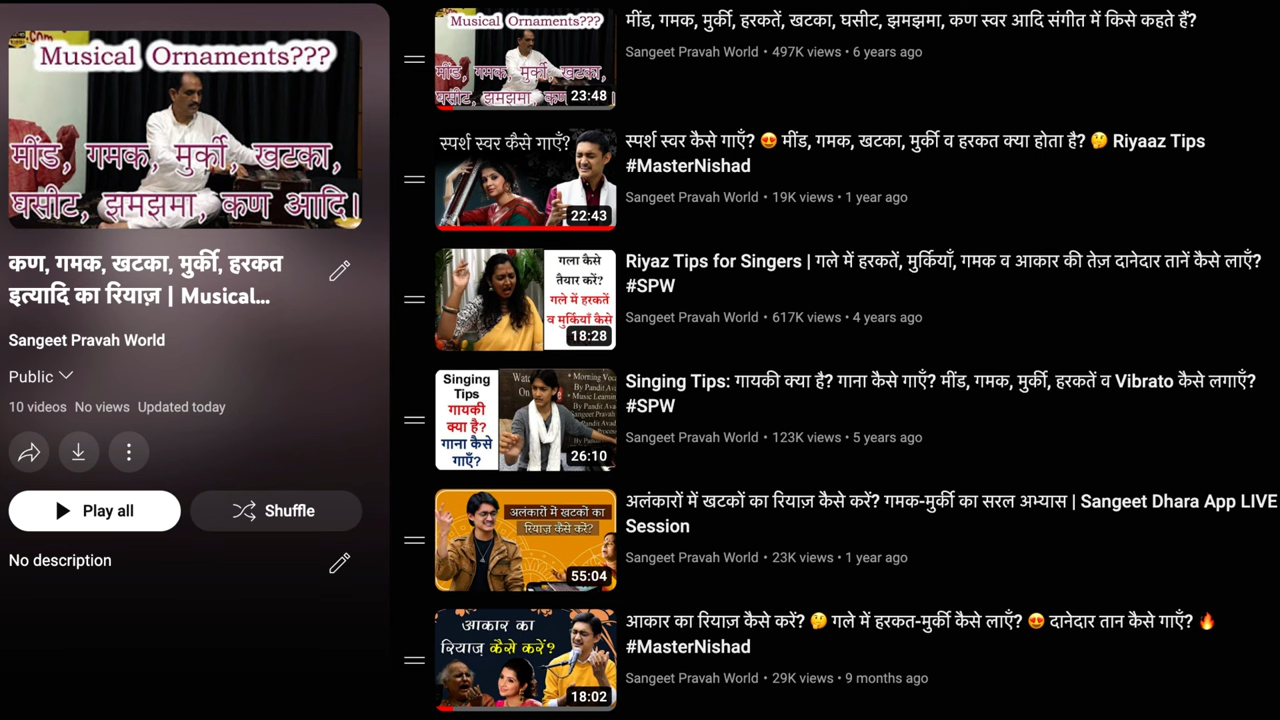 .com
Musical Ornaments???
मींड, गमक, मुर्की, खटका,
घसीट, झमझमा, कण आदि।
कण, गमक, खटका, मुर्की, हरकत
इत्यादि का रियाज़ | Musical...
Sangeet Pravah World
Public
10 videos No views Updated today
Play all
Shuffle
No description
Musical Ornaments???
मींड, गमक, मुर्की, खटका,
घसीट, झमझमा, कण
23:48
मींड, गमक, मुर्की, हरकतें, खटका, घसीट, झमझमा, कण स्वर आदि संगीत में किसे कहते हैं?
Sangeet Pravah World • 497K views • 6 years ago
स्पर्श स्वर कैसे गाएँ?
22:43
स्पर्श स्वर कैसे गाएँ? 😍 मींड, गमक, खटका, मुर्की व हरकत क्या होता है? 🤔 Riyaaz Tips
#MasterNishad
Sangeet Pravah World • 19K views • 1 year ago
गला कैसे
तैयार करें?
गले में हरकतें
व मुर्कियाँ कैसे
18:28
Riyaz Tips for Singers | गले में हरकतें, मुर्कियाँ, गमक व आकार की तेज़ दानेदार तानें कैसे लाएँ?
#SPW
Sangeet Pravah World • 617K views • 4 years ago
Singing
Tips
गायकी
क्या है?
गाना कैसे
गाएँ?
26:10
Singing Tips: गायकी क्या है? गाना कैसे गाएँ? मींड, गमक, मुर्की, हरकतें व Vibrato कैसे लगाएँ?
#SPW
Sangeet Pravah World • 123K views • 5 years ago
अलंकारों में खटकों का
रियाज़ कैसे करें?
55:04
अलंकारों में खटकों का रियाज़ कैसे करें? गमक-मुर्की का सरल अभ्यास | Sangeet Dhara App LIVE
Session
Sangeet Pravah World • 23K views • 1 year ago
आकार का
रियाज़ कैसे करें?
18:02
आकार का रियाज़ कैसे करें? 🤔 गले में हरकत-मुर्की कैसे लाएँ? 😍 दानेदार तान कैसे गाएँ? 🔥
#MasterNishad
Sangeet Pravah World • 29K views • 9 months ago